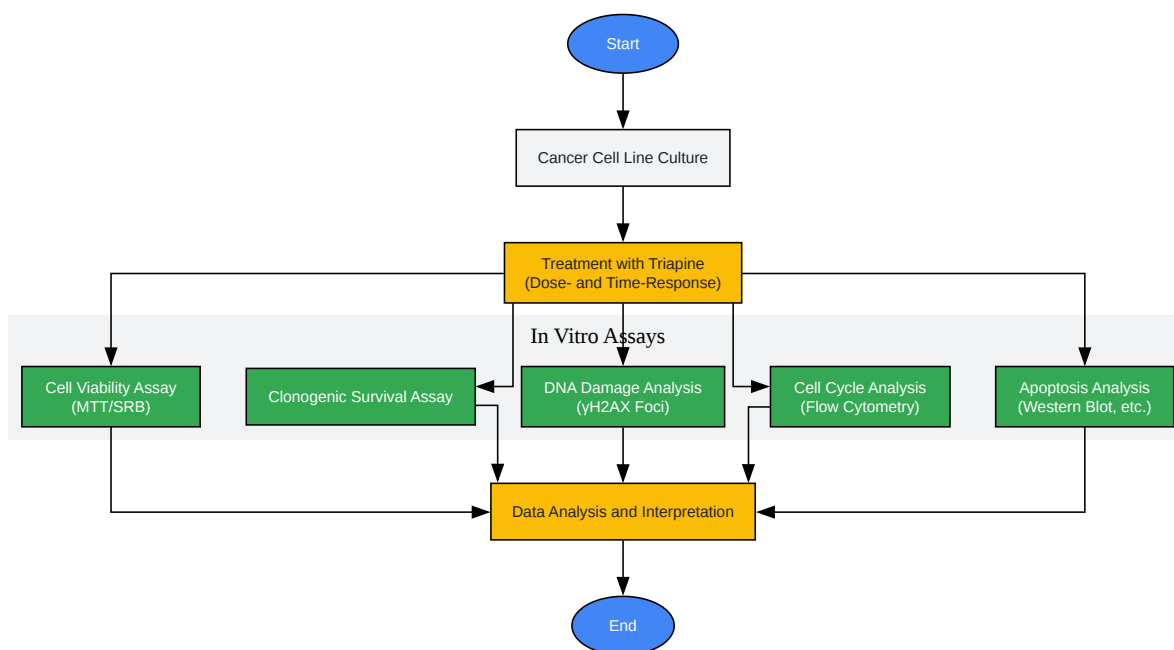 Start
Cancer Cell Line Culture
Treatment with Triapine
(Dose- and Time-Response)
In Vitro Assays
Cell Viability Assay
(MTT/SRB)
Clonogenic Survival Assay
DNA Damage Analysis
(γH2AX Foci)
Cell Cycle Analysis
(Flow Cytometry)
Apoptosis Analysis
(Western Blot, etc.)
Data Analysis and Interpretation
End